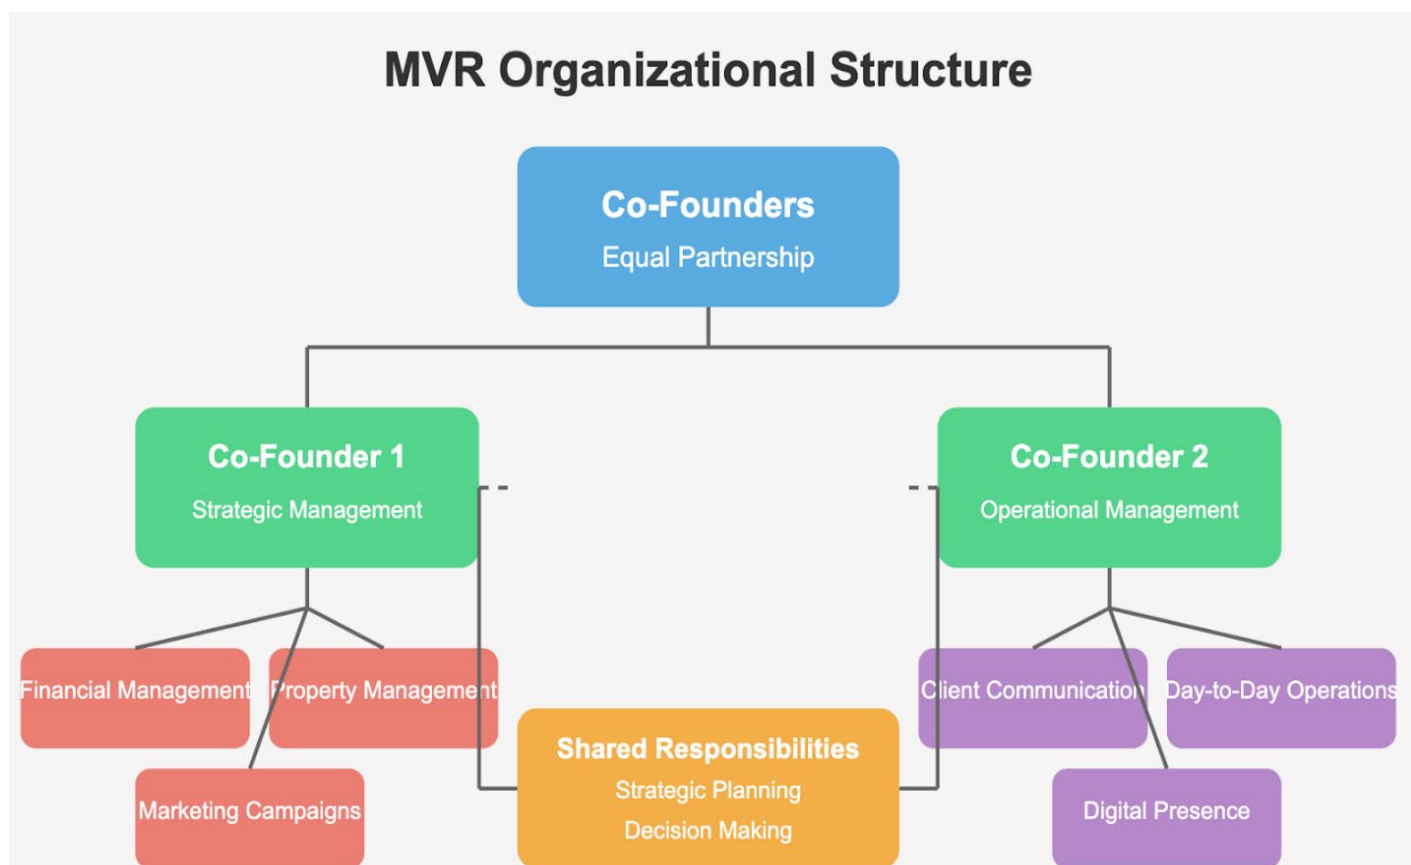 MVR Organizational Structure
Co-Founders
Equal Partnership
Co-Founder 1
Strategic Management
Co-Founder 2
Operational Management
Financial Management
Property Management
Client Communication
Day-to-Day Operations
Shared Responsibilities
Strategic Planning
Decision Making
Marketing Campaigns
Digital Presence